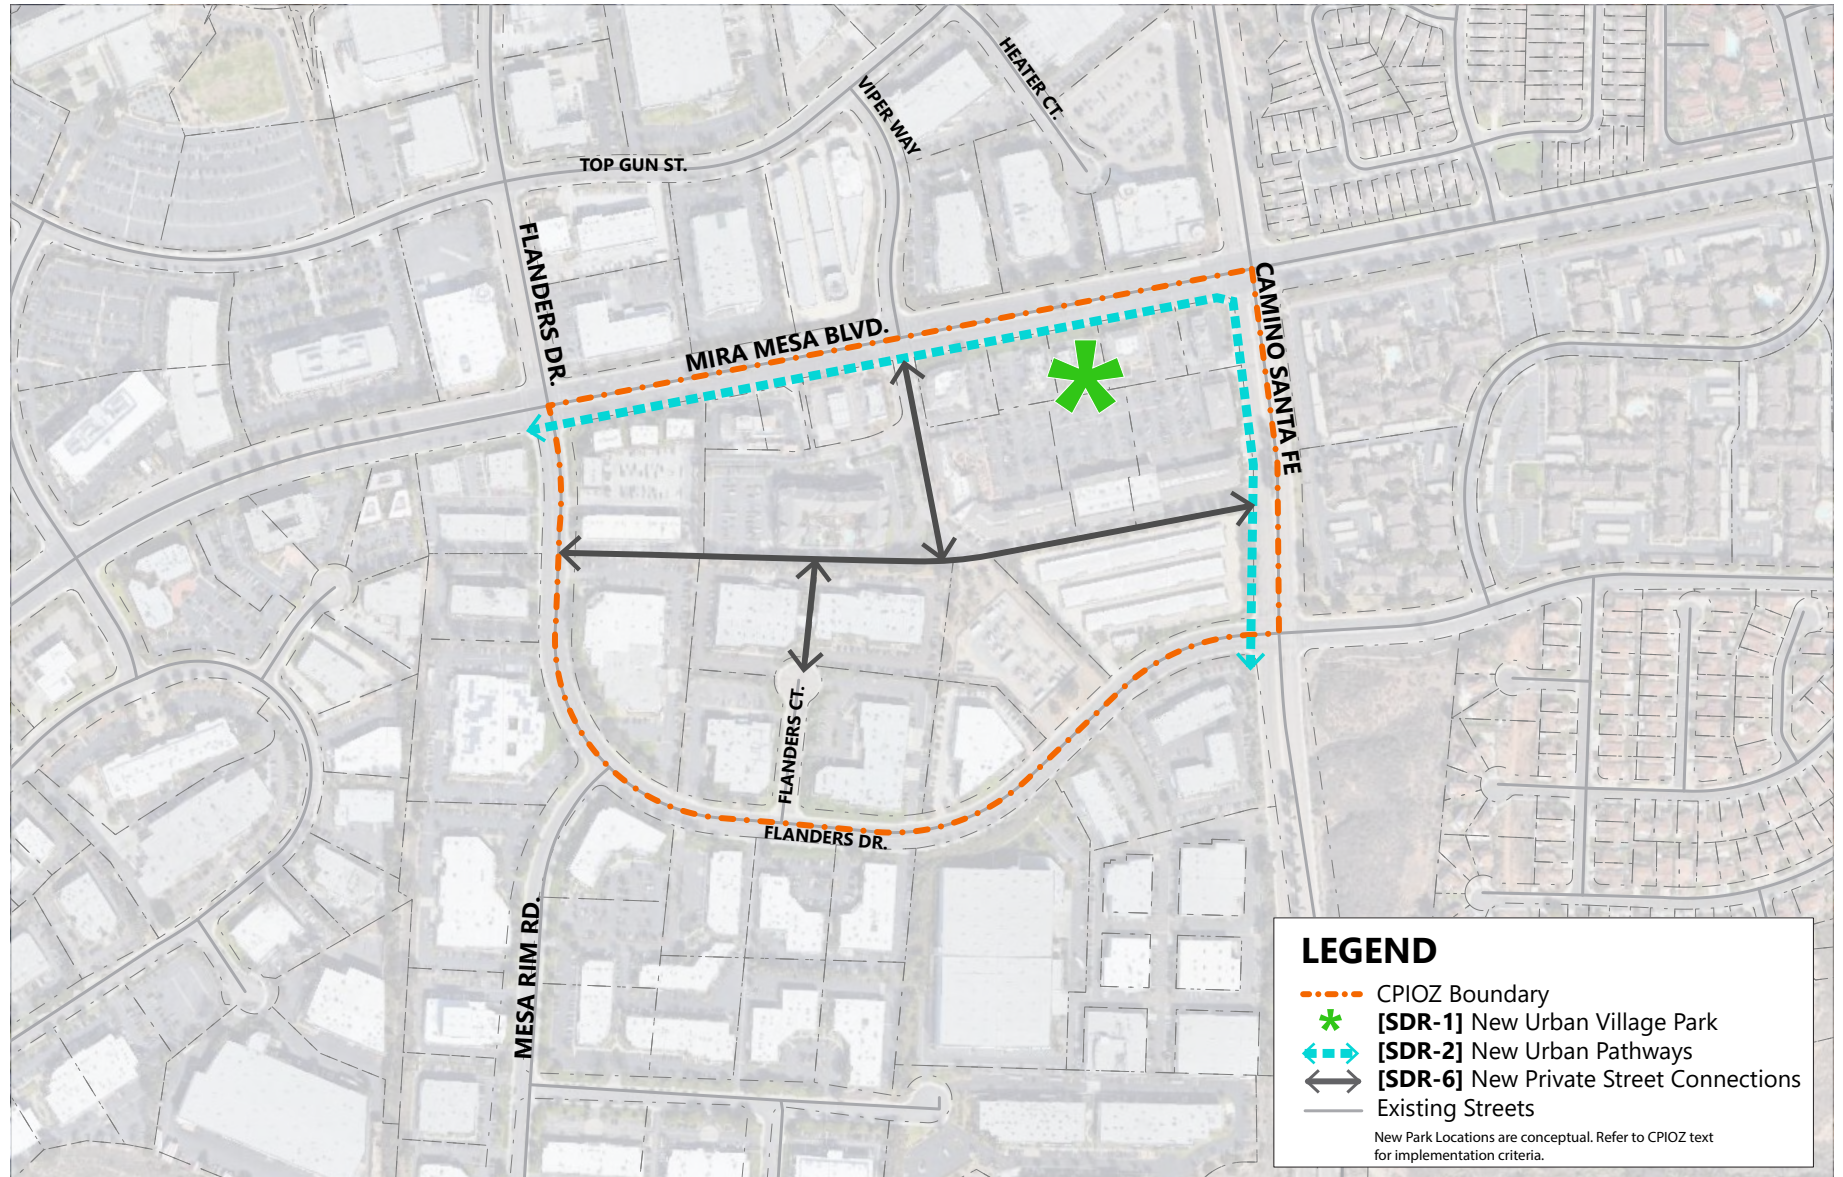 HEATER CT.
VIPER WAY
TOP GUN ST.
FLANDERS DR.
CAMINO SANTA FE
MIRA MESA BLVD.
FLANDERS CT.
FLANDERS DR.
MESA RIM RD.
LEGEND
CPIOZ Boundary
[SDR-1] New Urban Village Park
[SDR-2] New Urban Pathways
[SDR-6] New Private Street Connections
Existing Streets
New Park Locations are conceptual. Refer to CPIOZ text
for implementation criteria.